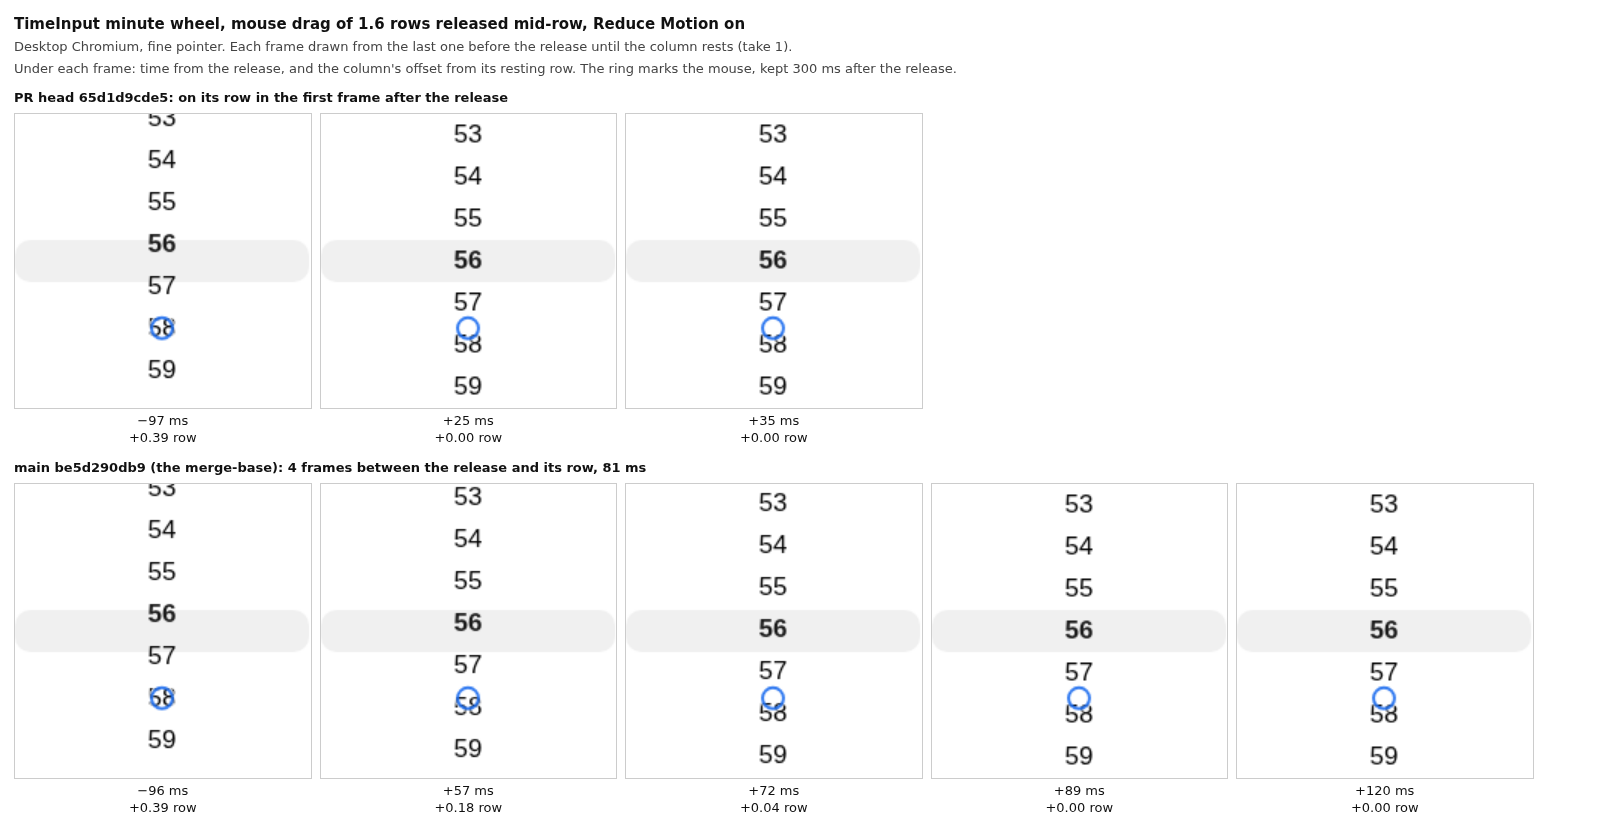 TimeInput minute wheel, mouse drag of 1.6 rows released mid-row, Reduce Motion on
Desktop Chromium, fine pointer. Each frame drawn from the last one before the release until the column rests (take 1).
Under each frame: time from the release, and the column's offset from its resting row. The ring marks the mouse, kept 300 ms after the release.
PR head 65d1d9cde5: on its row in the first frame after the release
53 53 53
54 54 54
55 55 55
56 56 56
57 57 57
58 58 58
59 59 59
−97 ms +25 ms +35 ms
+0.39 row +0.00 row +0.00 row
main be5d290db9 (the merge-base): 4 frames between the release and its row, 81 ms
53 53 53 53 53
54 54 54 54 54
55 55 55 55 55
56 56 56 56 56
57 57 57 57 57
58 58 58 58 58
59 59 59 59 59
−96 ms +57 ms +72 ms +89 ms +120 ms
+0.39 row +0.18 row +0.04 row +0.00 row +0.00 row